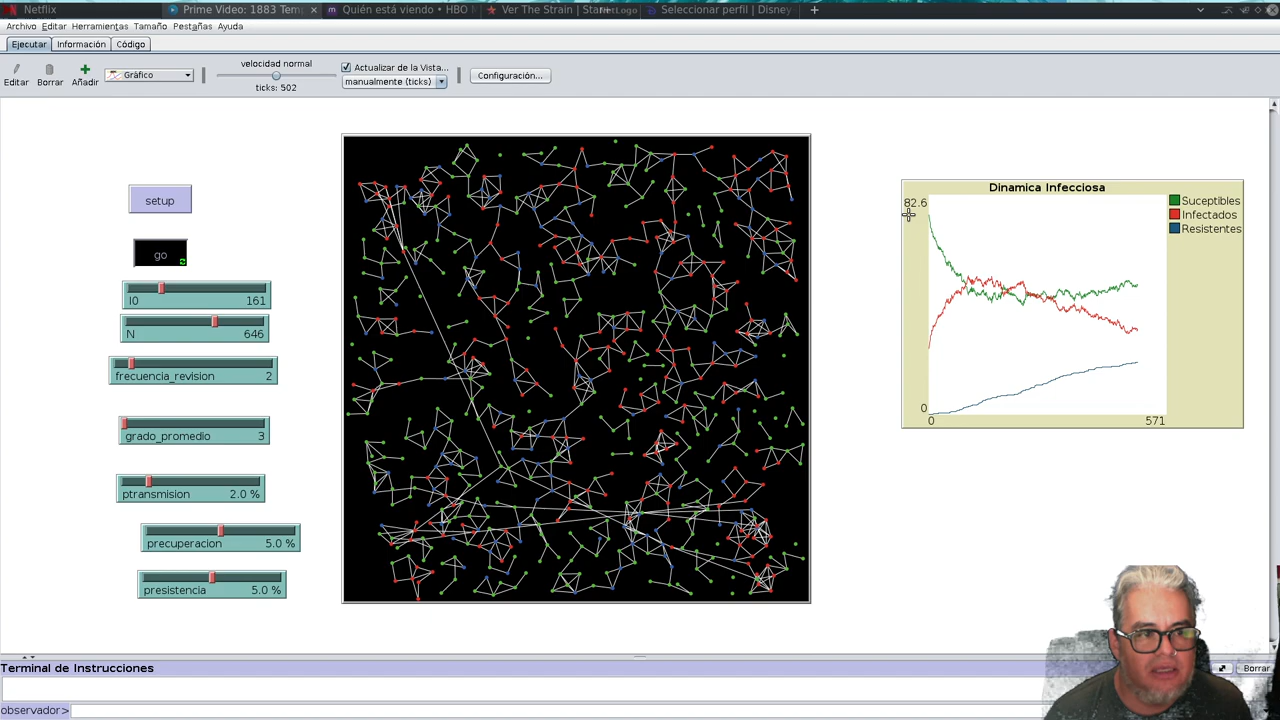 Netflix
Prime Video: 1883 Tem
Quién está viendo • HBO
Ver The Strain | Star
Seleccionar perfil | Disney
Archivo Editar Herramientas Tamaño Pestañas Ayuda
Ejecutar Información Código
Editar Borrar Añadir
Gráfico
velocidad normal
ticks: 502
Actualizar de la Vista...
manualmente (ticks)
Configuración...
setup
go
I0 161
N 646
frecuencia_revision 2
grado_promedio 3
ptransmision 2.0 %
precuperacion 5.0 %
presistencia 5.0 %
Dinamica Infecciosa
82.6
0
0 571
Suceptibles
Infectados
Resistentes
Terminal de Instrucciones
Borrar
observador>